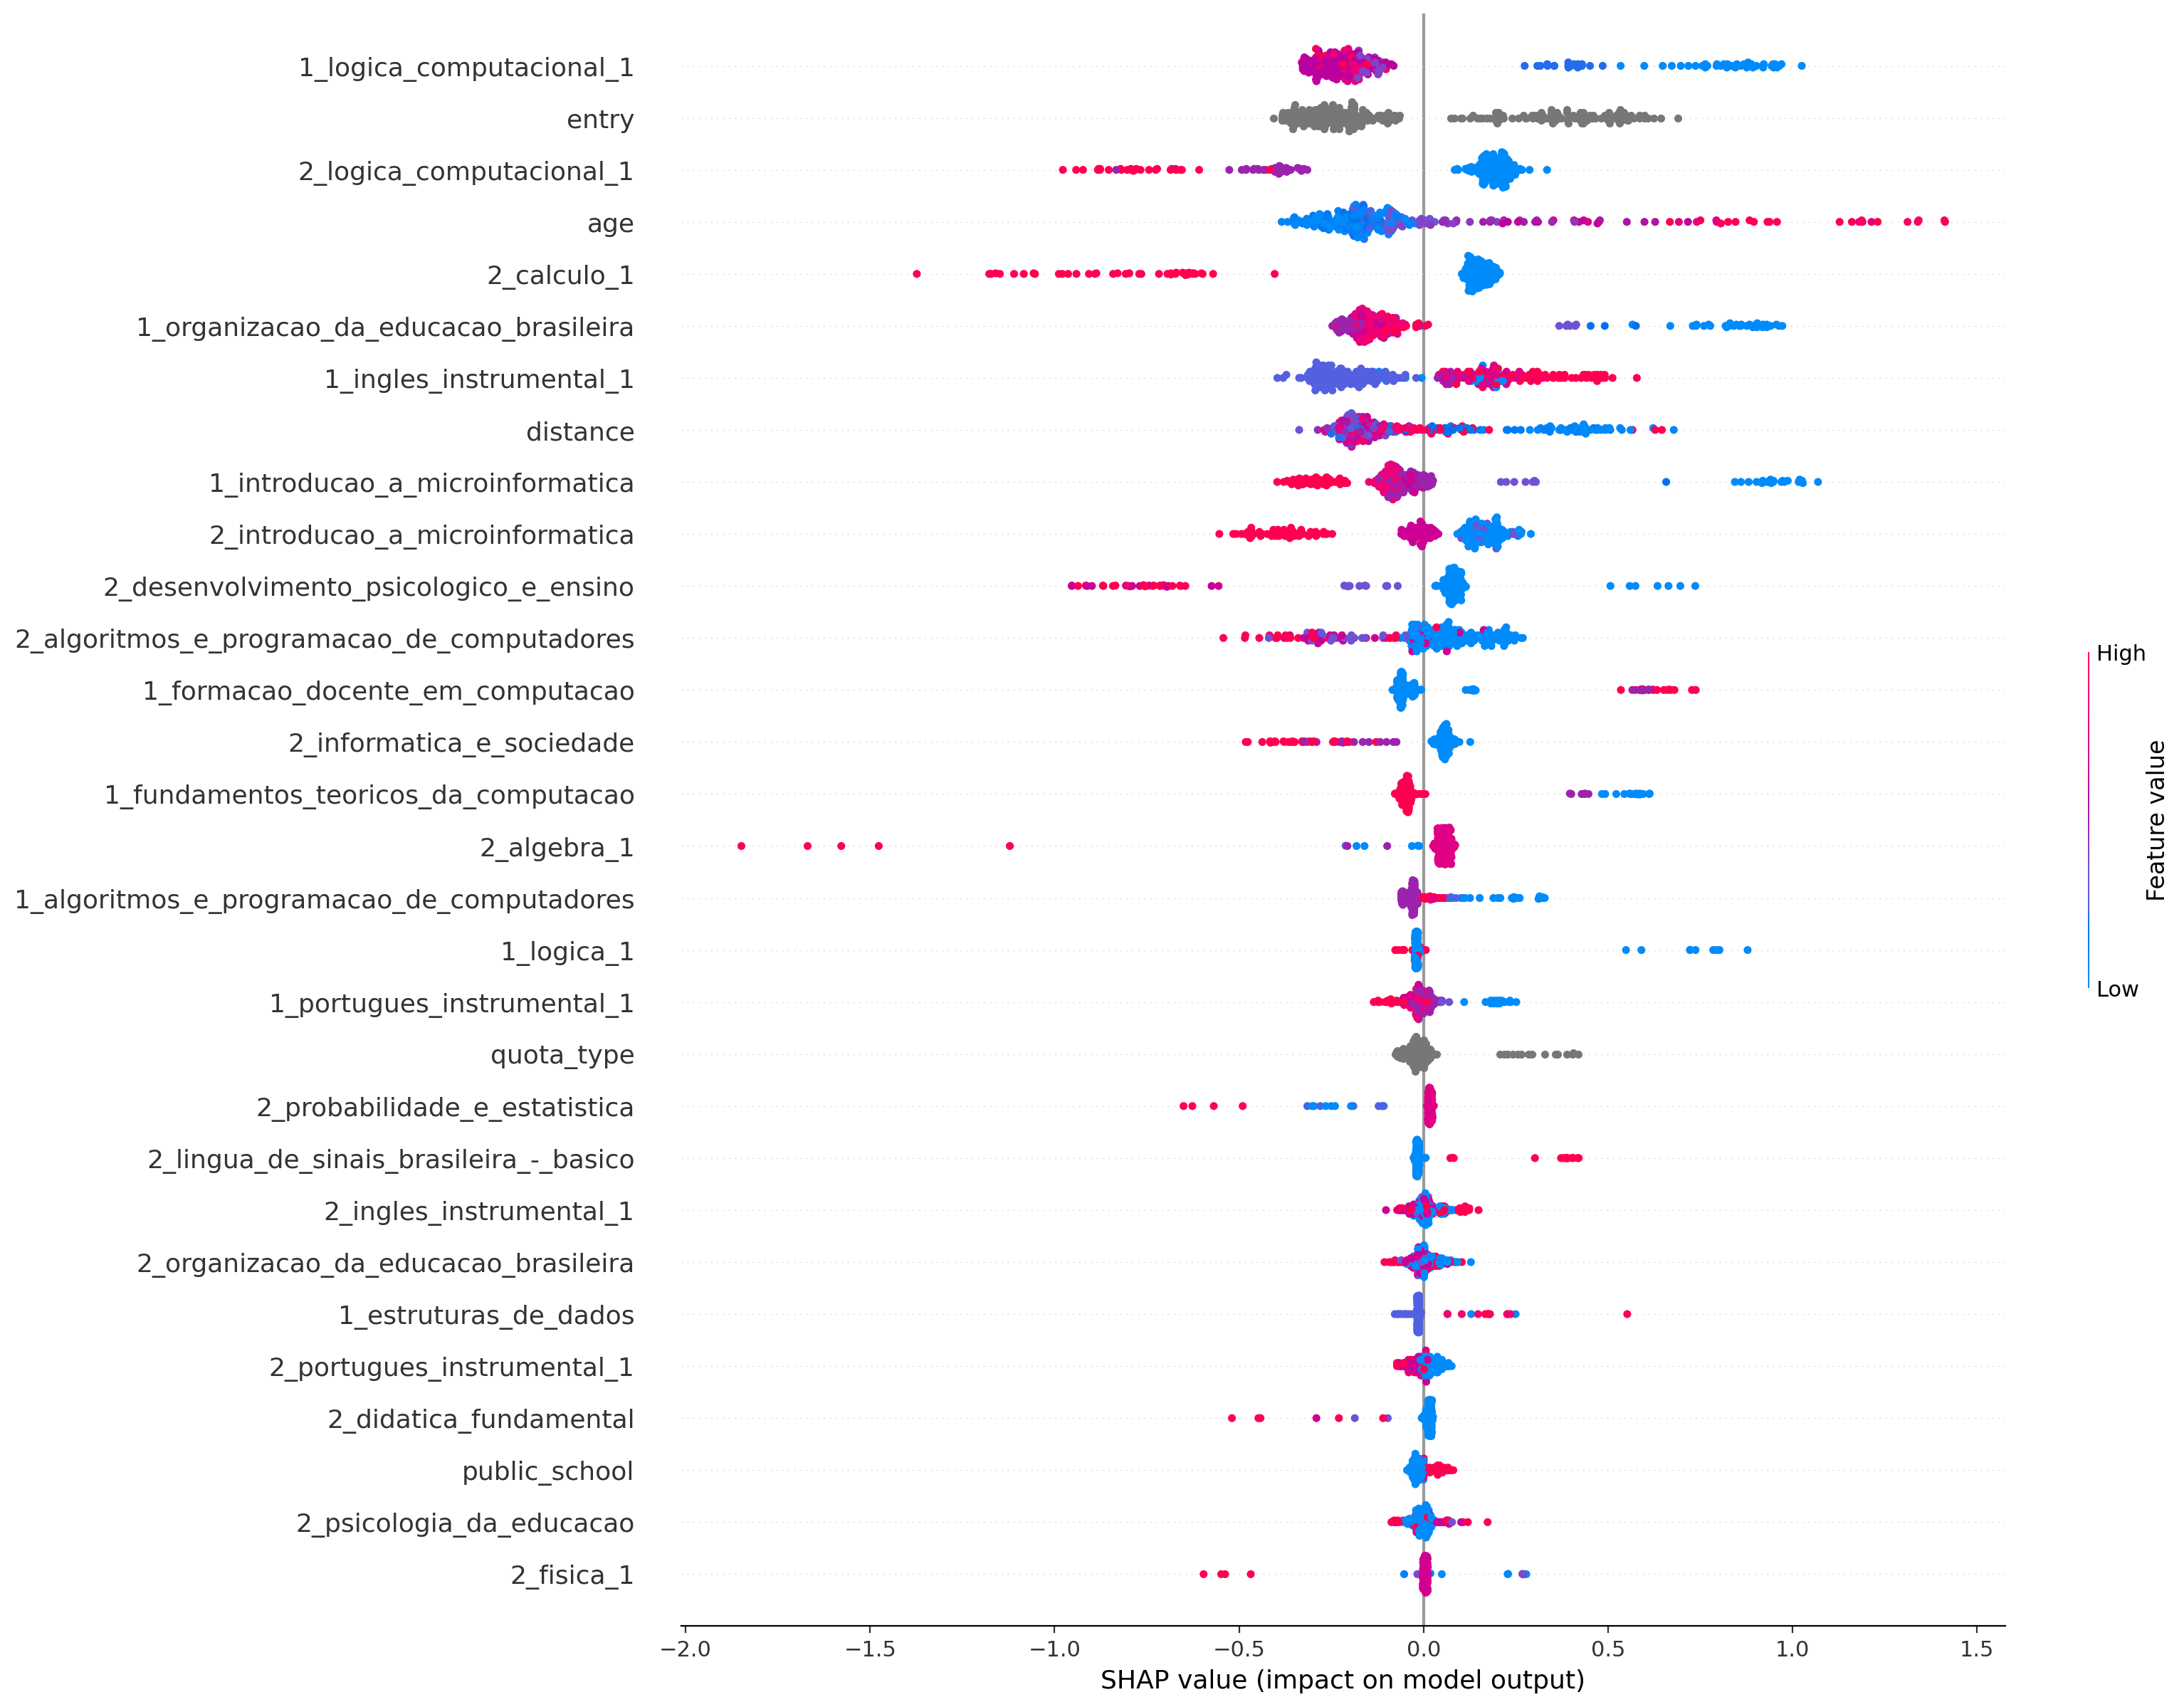 1_logica_computacional_1
entry
2_logica_computacional_1
age
2_calculo_1
1_organizacao_da_educacao_brasileira
1_ingles_instrumental_1
distance
1_introducao_a_microinformatica
2_introducao_a_microinformatica
2_desenvolvimento_psicologico_e_ensino
2_algoritmos_e_programacao_de_computadores
1_formacao_docente_em_computacao
2_informatica_e_sociedade
1_fundamentos_teoricos_da_computacao
2_algebra_1
1_algoritmos_e_programacao_de_computadores
1_logica_1
1_portugues_instrumental_1
quota_type
2_probabilidade_e_estatistica
2_lingua_de_sinais_brasileira_-_basico
2_ingles_instrumental_1
2_organizacao_da_educacao_brasileira
1_estruturas_de_dados
2_portugues_instrumental_1
2_didatica_fundamental
public_school
2_psicologia_da_educacao
2_fisica_1
−2.0 −1.5 −1.0 −0.5 0.0 0.5 1.0 1.5
SHAP value (impact on model output)
High
Feature value
Low